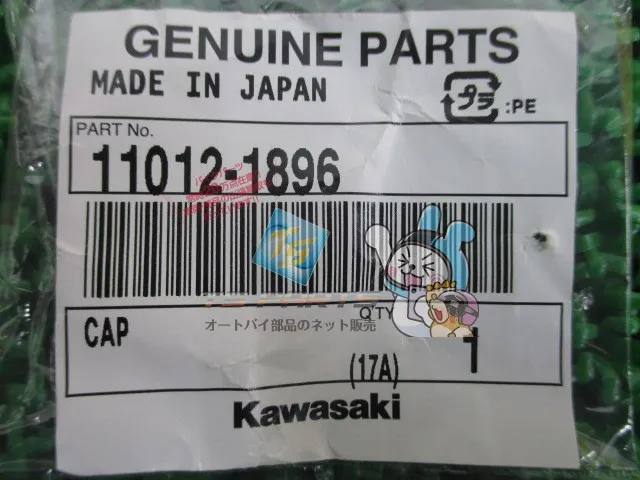 GENUINE PARTS
MADE IN JAPAN
プラ :PE
PART No.
11012-1896
オートバイ部品のネット販売
Q'TY
CAP
1
(17A)
Kawasaki